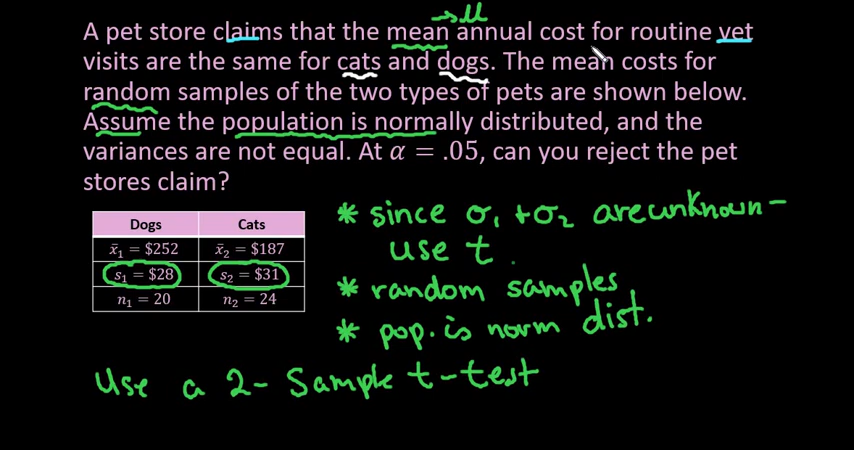 → μ
A pet store claims that the mean annual cost for routine vet
visits are the same for cats and dogs. The mean costs for
random samples of the two types of pets are shown below.
Assume the population is normally distributed, and the
variances are not equal. At α = .05, can you reject the pet
stores claim?
Dogs Cats
x̄₁ = $252 x̄₂ = $187
s₁ = $28 s₂ = $31
n₁ = 20 n₂ = 24
* since σ₁ + σ₂ are unknown -
use t.
* random samples
* pop. is norm dist.
Use a 2 - Sample t - test